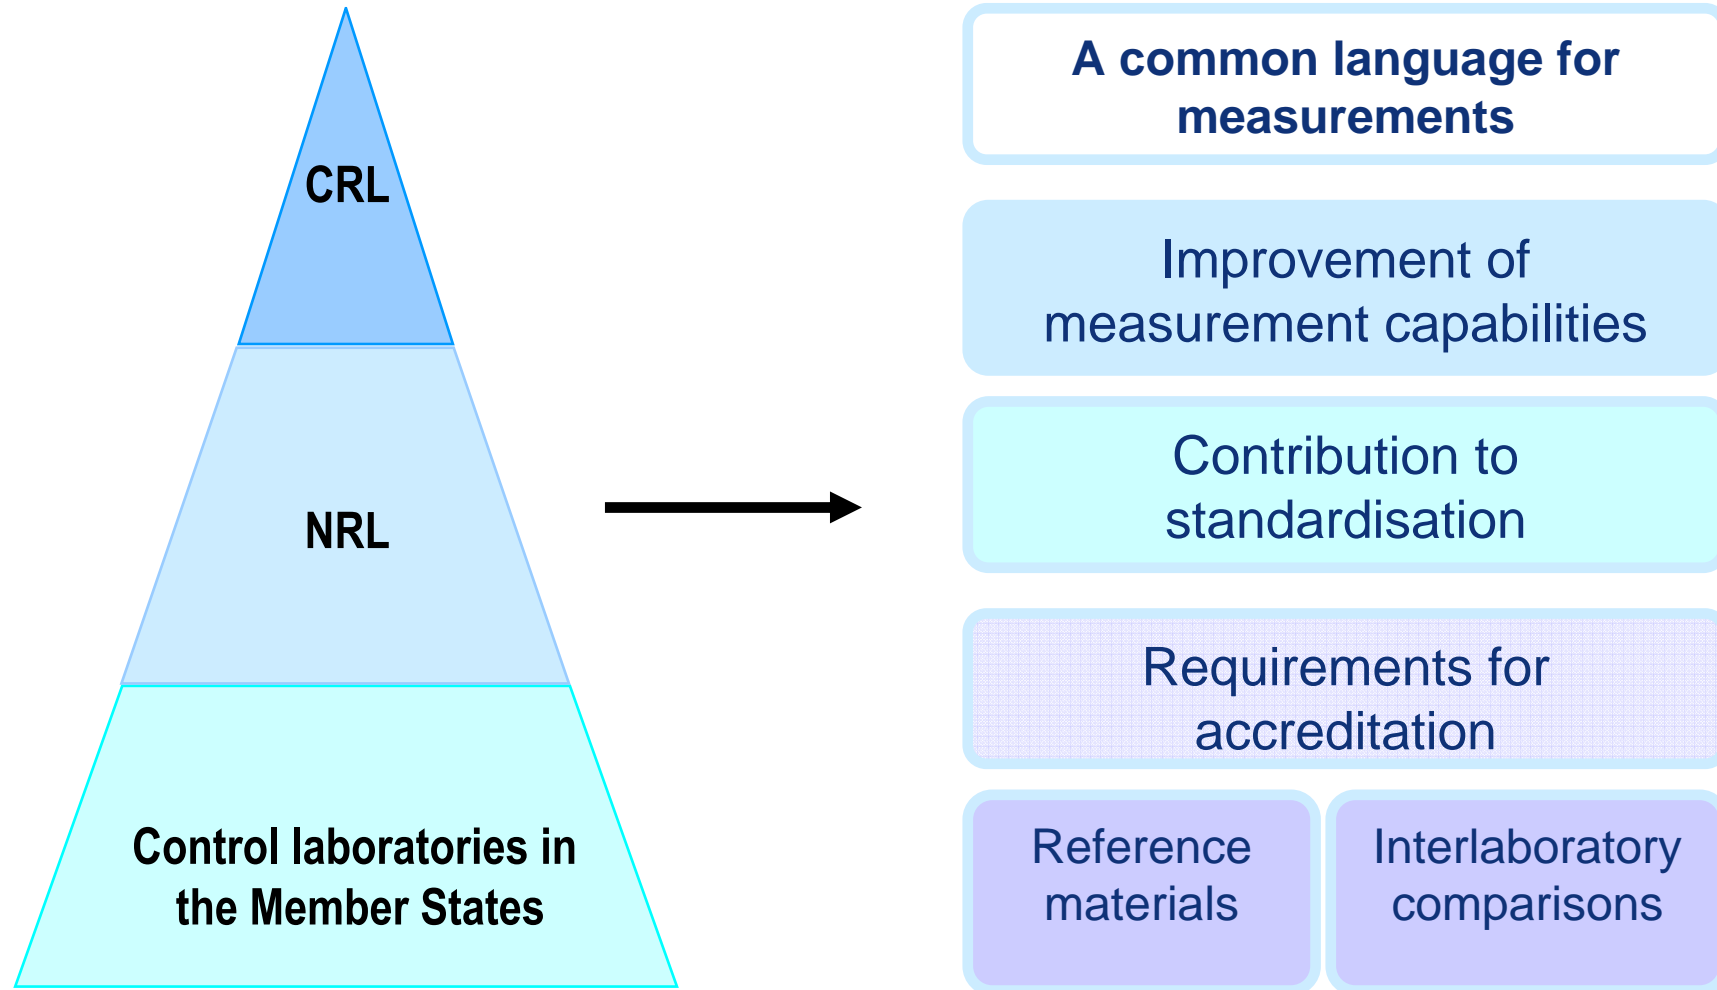 CRL
NRL
Control laboratories in
the Member States
A common language for
measurements
Improvement of
measurement capabilities
Contribution to
standardisation
Requirements for
accreditation
Reference
materials
Interlaboratory
comparisons